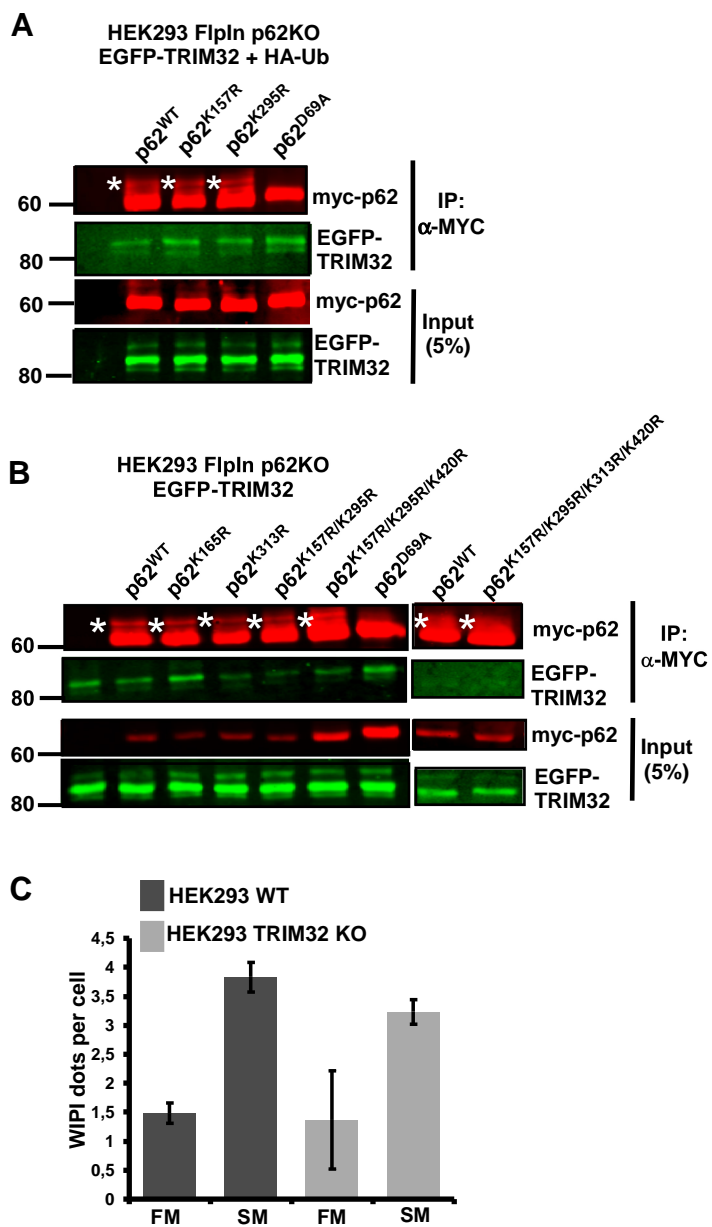 A
HEK293 FlpIn p62KO
EGFP-TRIM32 + HA-Ub
p62WT
p62K157R
p62K295R
p62D69A
* * *
60
myc-p62
80
EGFP-
TRIM32
IP:
α-MYC
60
myc-p62
80
EGFP-
TRIM32
Input
(5%)
B
HEK293 FlpIn p62KO
EGFP-TRIM32
p62WT
p62K165R
p62K313R
p62K157R/K295R
p62K157R/K295R/K420R
p62D69A
p62WT
p62K157R/K295R/K313R/K420R
* * * * * * *
60
myc-p62
80
EGFP-
TRIM32
IP:
α-MYC
60
myc-p62
80
EGFP-
TRIM32
Input
(5%)
C
HEK293 WT
HEK293 TRIM32 KO
WIPI dots per cell
4,5
4
3,5
3
2,5
2
1,5
1
0,5
0
FM SM FM SM